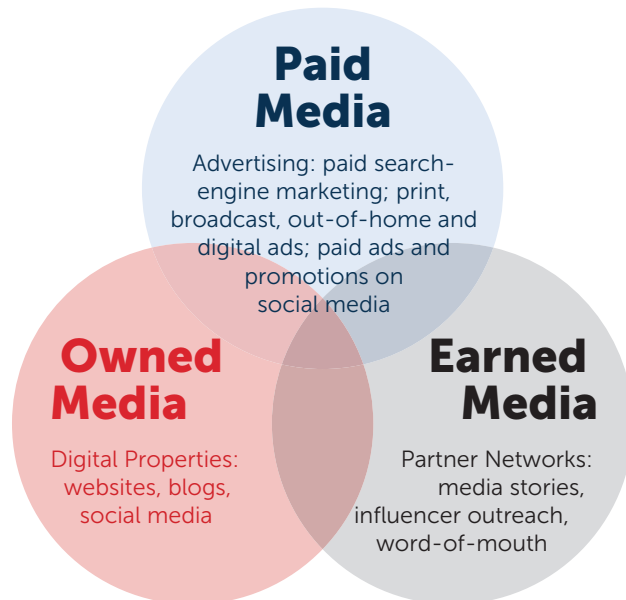 Paid
Media
Advertising: paid search-
engine marketing; print,
broadcast, out-of-home and
digital ads; paid ads and
promotions on
social media
Owned
Media
Digital Properties:
websites, blogs,
social media
Earned
Media
Partner Networks:
media stories,
influencer outreach,
word-of-mouth